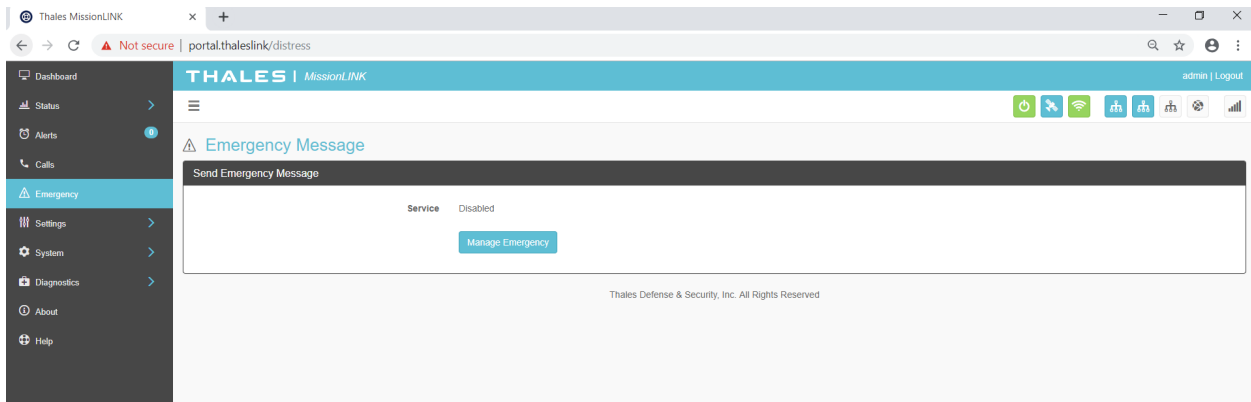 Thales MissionLINK
Not secure | portal.thaleslink/distress
Dashboard
Status
Alerts 0
Calls
Emergency
Settings
System
Diagnostics
About
Help
THALES | MissionLINK
admin | Logout
Emergency Message
Send Emergency Message
Service Disabled
Manage Emergency
Thales Defense & Security, Inc. All Rights Reserved